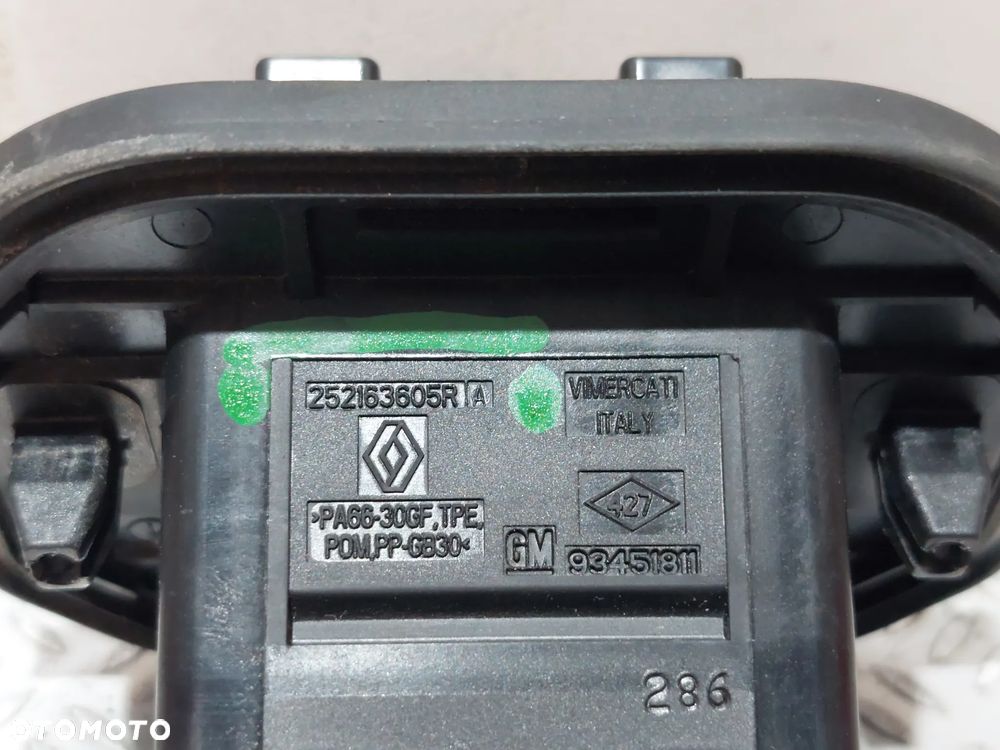 252163605R A
VIMERCATI
ITALY
427
>PA66-30GF,TPE,
POM,PP-GB30<
GM
93451811
286
OTOMOTO